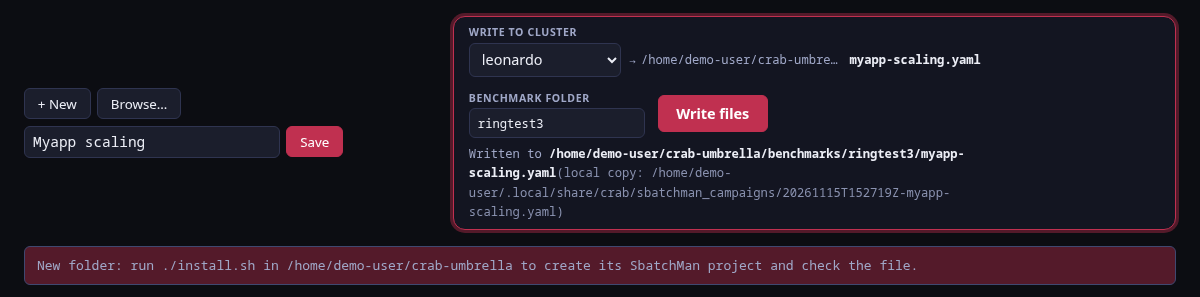 WRITE TO CLUSTER
leonardo → /home/demo-user/crab-umbre… myapp-scaling.yaml
+ New Browse...
BENCHMARK FOLDER
ringtest3 Write files
Myapp scaling Save
Written to /home/demo-user/crab-umbrella/benchmarks/ringtest3/myapp-
scaling.yaml(local copy: /home/demo-
user/.local/share/crab/sbatchman_campaigns/20261115T152719Z-myapp-
scaling.yaml)
New folder: run ./install.sh in /home/demo-user/crab-umbrella to create its SbatchMan project and check the file.